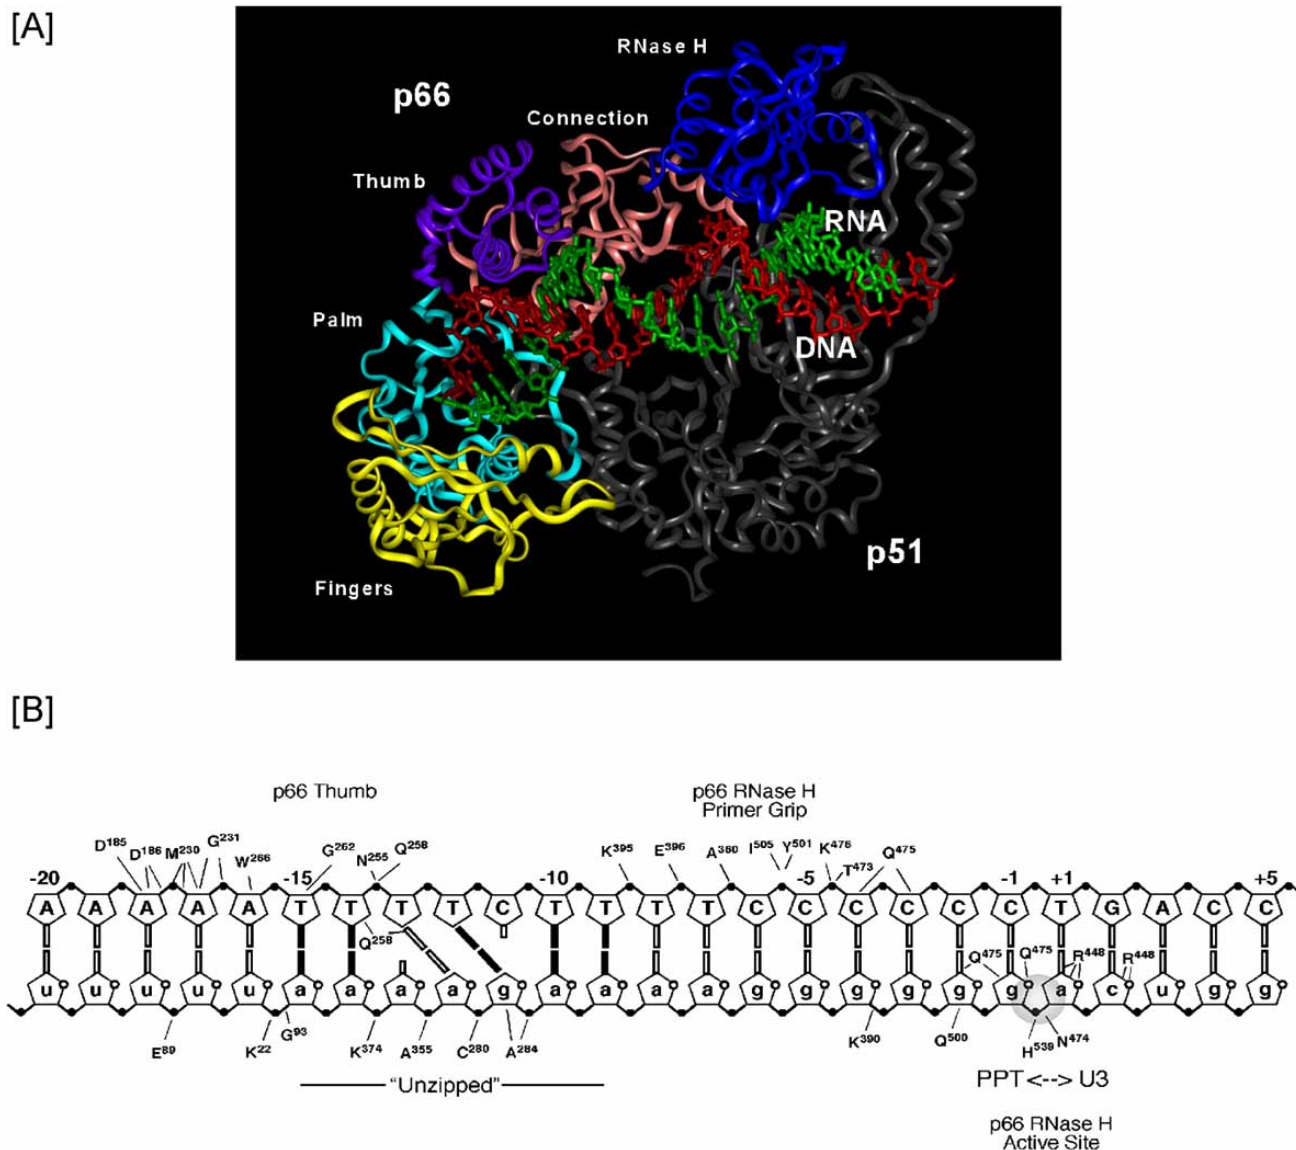 [A]
RNase H
p66
Connection
Thumb
RNA
Palm
DNA
p51
Fingers
[B]
p66 Thumb
p66 RNase H
Primer Grip
D185 D186 M230 G231 W266 G262 N255 Q258 K395 E396 A360 I505 Y501 K476 T473 Q475
-20 -15 -10 -5 -1 +1 +5
A A A A A T T T T C T T T T C C C C C C T G A C C
Q258 Q475 Q475 R448 R448
u u u u u a a a a g a a a a g g g g g g a c u g g
E89 K22 G93 K374 A355 C280 A284 K390 Q500 H539 N474
"Unzipped"
PPT <--> U3
p66 RNase H
Active Site